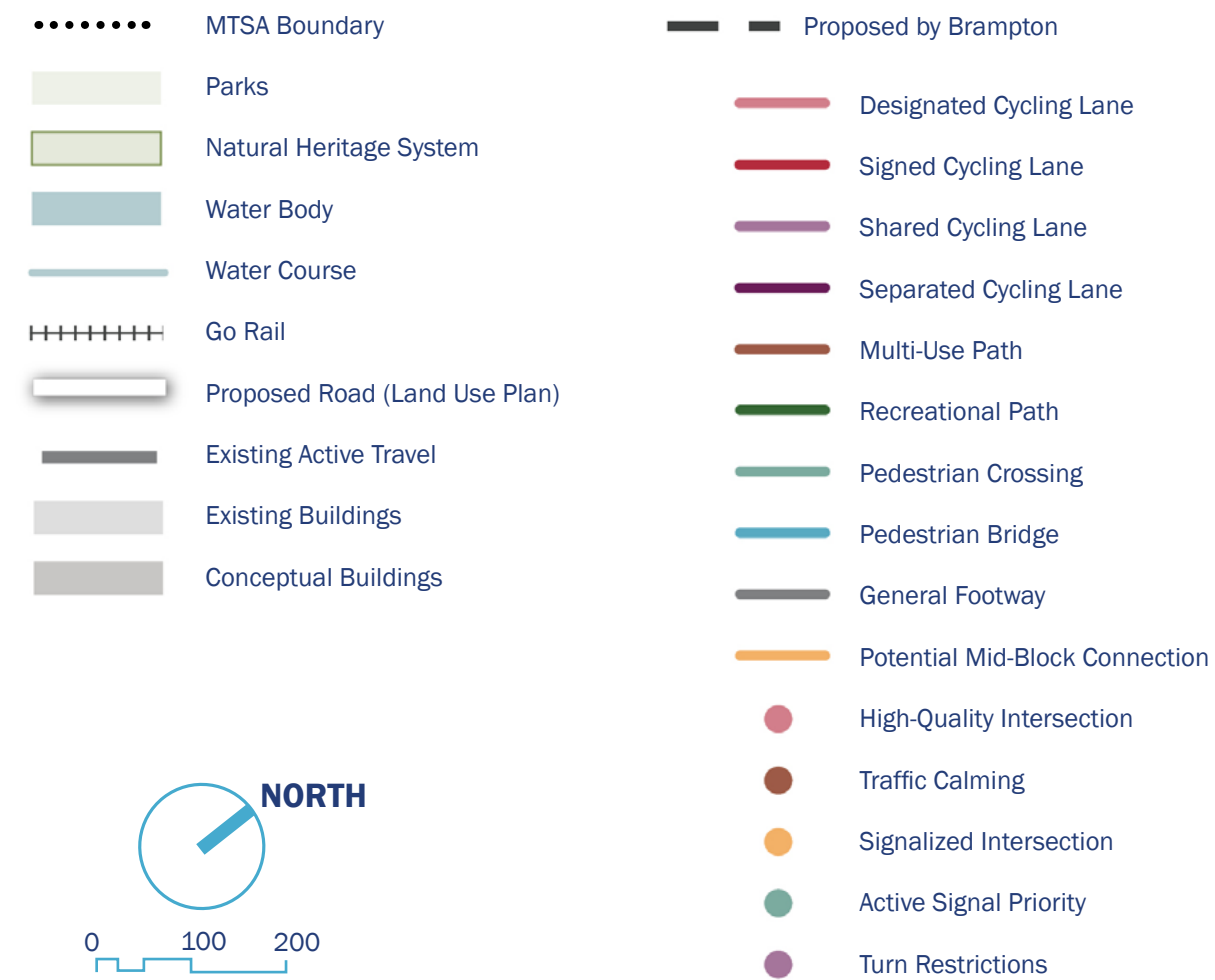 MTSA Boundary
Parks
Natural Heritage System
Water Body
Water Course
Go Rail
Proposed Road (Land Use Plan)
Existing Active Travel
Existing Buildings
Conceptual Buildings
NORTH
0 100 200
Proposed by Brampton
Designated Cycling Lane
Signed Cycling Lane
Shared Cycling Lane
Separated Cycling Lane
Multi-Use Path
Recreational Path
Pedestrian Crossing
Pedestrian Bridge
General Footway
Potential Mid-Block Connection
High-Quality Intersection
Traffic Calming
Signalized Intersection
Active Signal Priority
Turn Restrictions